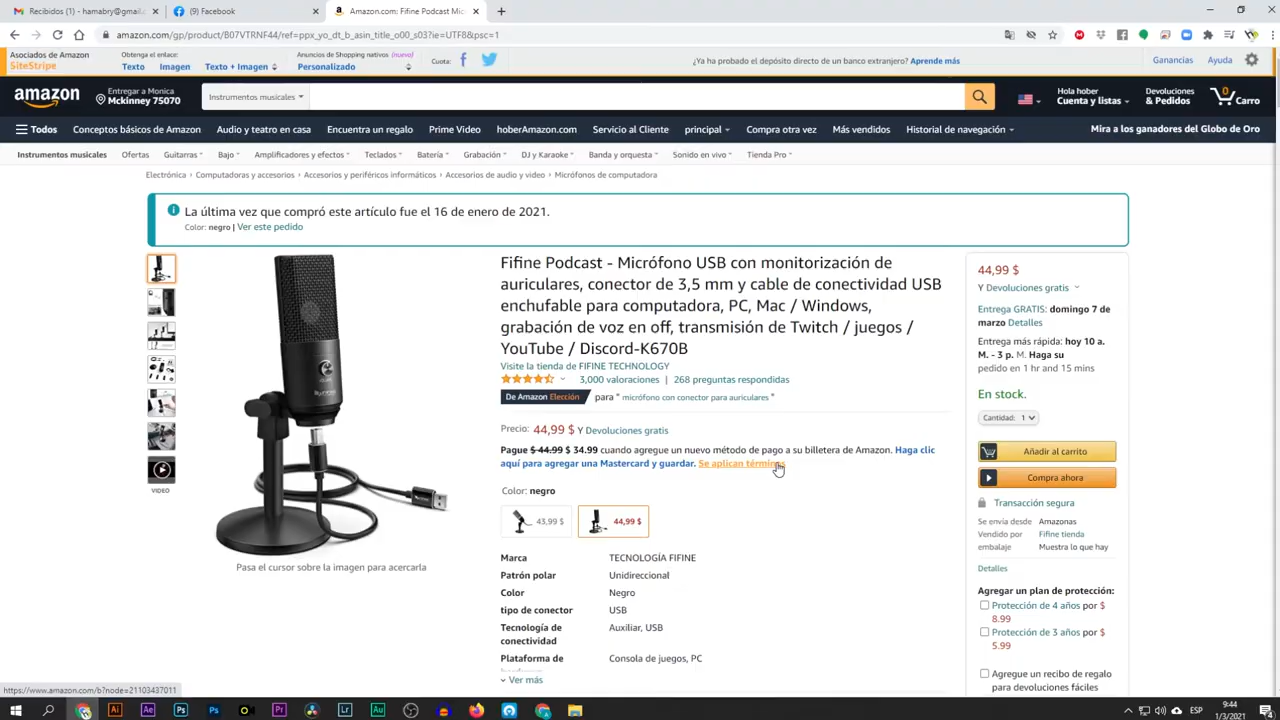 Recibidos (1) - hamabry@gmail.
(9) Facebook
Amazon.com: Fifine Podcast Mic
amazon.com/gp/product/B07VTRNF44/ref=ppx_yo_dt_b_asin_title_o00_s03?ie=UTF8&psc=1
Asociados de Amazon
SiteStripe
Obtenga el enlace:
Texto Imagen Texto + Imagen
Anuncios de Shopping nativos (nuevo)
Personalizado
Cuota:
¿Ya ha probado el depósito directo de un banco extranjero? Aprende más
Ganancias Ayuda
amazon
Entregar a Monica
Mckinney 75070
Instrumentos musicales
Hola hober
Cuenta y listas
Devoluciones
& Pedidos
0
Carro
Todos Conceptos básicos de Amazon Audio y teatro en casa Encuentra un regalo Prime Video hoberAmazon.com Servicio al Cliente principal Compra otra vez Más vendidos Historial de navegación Mira a los ganadores del Globo de Oro
Instrumentos musicales Ofertas Guitarras Bajo Amplificadores y efectos Teclados Batería Grabación DJ y Karaoke Banda y orquesta Sonido en vivo Tienda Pro
Electrónica › Computadoras y accesorios › Accesorios y periféricos informáticos › Accesorios de audio y video › Micrófonos de computadora
La última vez que compró este artículo fue el 16 de enero de 2021.
Color: negro | Ver este pedido
VIDEO
Pasa el cursor sobre la imagen para acercarla
Fifine Podcast - Micrófono USB con monitorización de
auriculares, conector de 3,5 mm y cable de conectividad USB
enchufable para computadora, PC, Mac / Windows,
grabación de voz en off, transmisión de Twitch / juegos /
YouTube / Discord-K670B
Visite la tienda de FIFINE TECHNOLOGY
3,000 valoraciones | 268 preguntas respondidas
De Amazon Elección para " micrófono con conector para auriculares "
Precio: 44,99 $ Y Devoluciones gratis
Pague $ 44.99 $ 34.99 cuando agregue un nuevo método de pago a su billetera de Amazon. Haga clic
aquí para agregar una Mastercard y guardar. Se aplican términos
Color: negro
43,99 $ 44,99 $
Marca TECNOLOGÍA FIFINE
Patrón polar Unidireccional
Color Negro
tipo de conector USB
Tecnología de
conectividad
Auxiliar, USB
Plataforma de
Consola de juegos, PC
Ver más
44,99 $
Y Devoluciones gratis
Entrega GRATIS: domingo 7 de
marzo Detalles
Entrega más rápida: hoy 10 a.
M. - 3 p. M. Haga su
pedido en 1 hr and 15 mins
En stock.
Cantidad: 1
Añadir al carrito
Compra ahora
Transacción segura
Se envía desde Amazonas
Vendido por Fifine tienda
embalaje Muestra lo que hay
Detalles
Agregar un plan de protección:
Protección de 4 años por $
8.99
Protección de 3 años por $
5.99
Agreque un recibo de regalo
para devoluciones fáciles
https://www.amazon.com/b?node=21103437011
ESP
9:44
1/3/2021